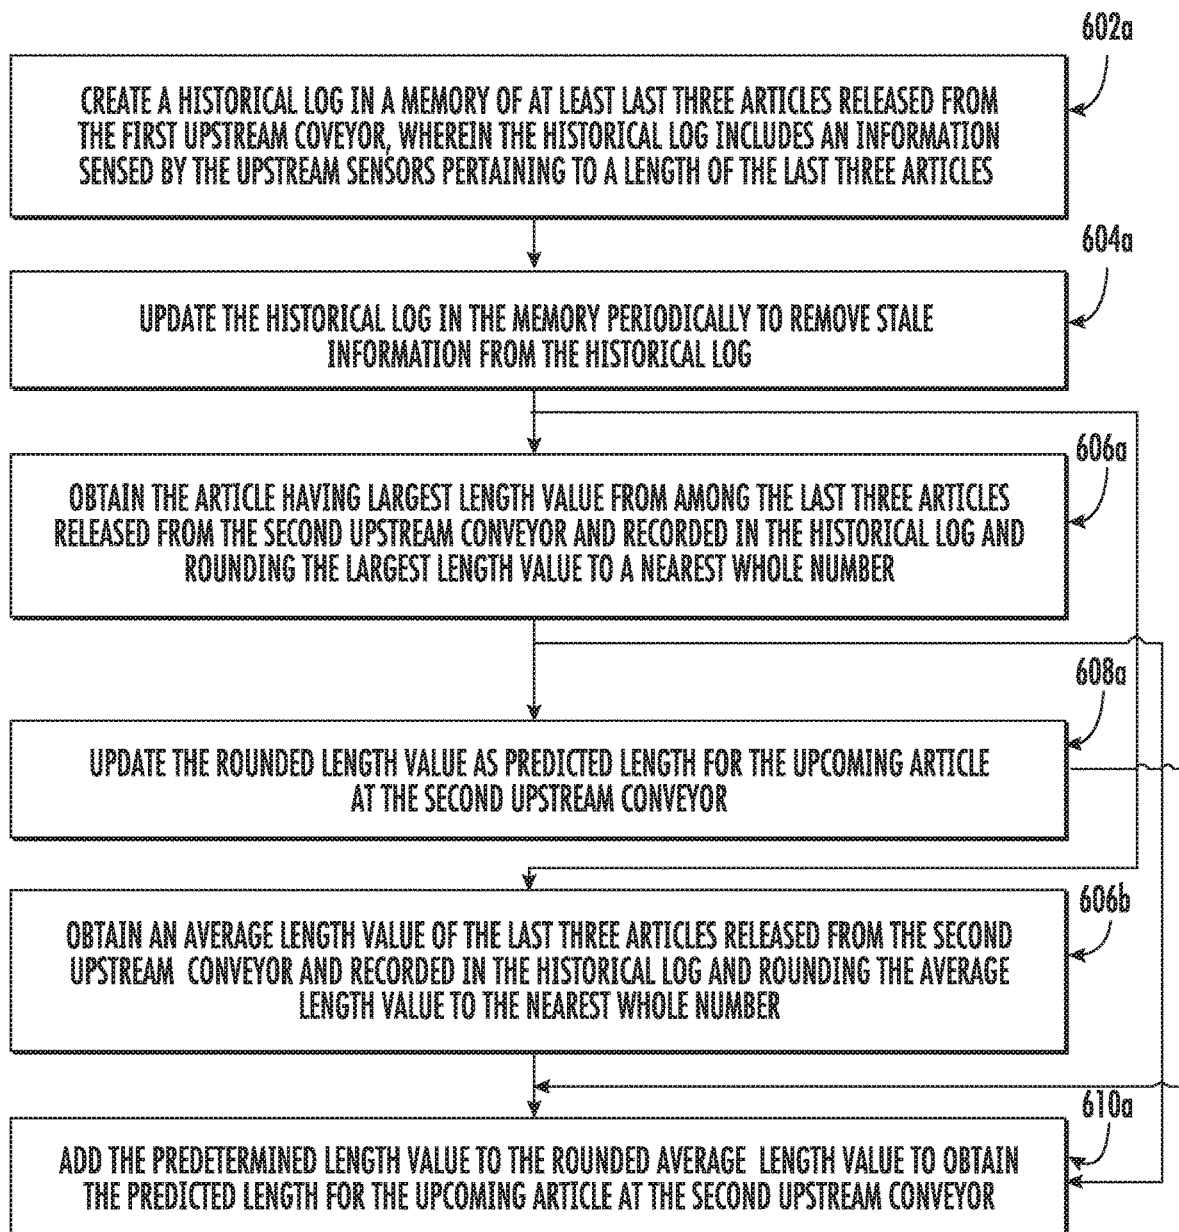 602a
CREATE A HISTORICAL LOG IN A MEMORY OF AT LEAST LAST THREE ARTICLES RELEASED FROM
THE FIRST UPSTREAM COVEYOR, WHEREIN THE HISTORICAL LOG INCLUDES AN INFORMATION
SENSED BY THE UPSTREAM SENSORS PERTAINING TO A LENGTH OF THE LAST THREE ARTICLES
604a
UPDATE THE HISTORICAL LOG IN THE MEMORY PERIODICALLY TO REMOVE STALE
INFORMATION FROM THE HISTORICAL LOG
606a
OBTAIN THE ARTICLE HAVING LARGEST LENGTH VALUE FROM AMONG THE LAST THREE ARTICLES
RELEASED FROM THE SECOND UPSTREAM CONVEYOR AND RECORDED IN THE HISTORICAL LOG AND
ROUNDING THE LARGEST LENGTH VALUE TO A NEAREST WHOLE NUMBER
608a
UPDATE THE ROUNDED LENGTH VALUE AS PREDICTED LENGTH FOR THE UPCOMING ARTICLE
AT THE SECOND UPSTREAM CONVEYOR
606b
OBTAIN AN AVERAGE LENGTH VALUE OF THE LAST THREE ARTICLES RELEASED FROM THE SECOND
UPSTREAM CONVEYOR AND RECORDED IN THE HISTORICAL LOG AND ROUNDING THE AVERAGE
LENGTH VALUE TO THE NEAREST WHOLE NUMBER
610a
ADD THE PREDETERMINED LENGTH VALUE TO THE ROUNDED AVERAGE LENGTH VALUE TO OBTAIN
THE PREDICTED LENGTH FOR THE UPCOMING ARTICLE AT THE SECOND UPSTREAM CONVEYOR